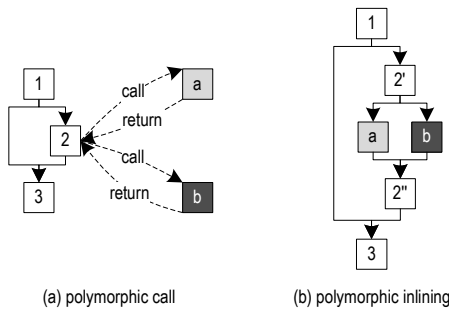 1
2
3
call
return
call
return
a
b
(a) polymorphic call
1
2'
a
b
2"
3
(b) polymorphic inlining